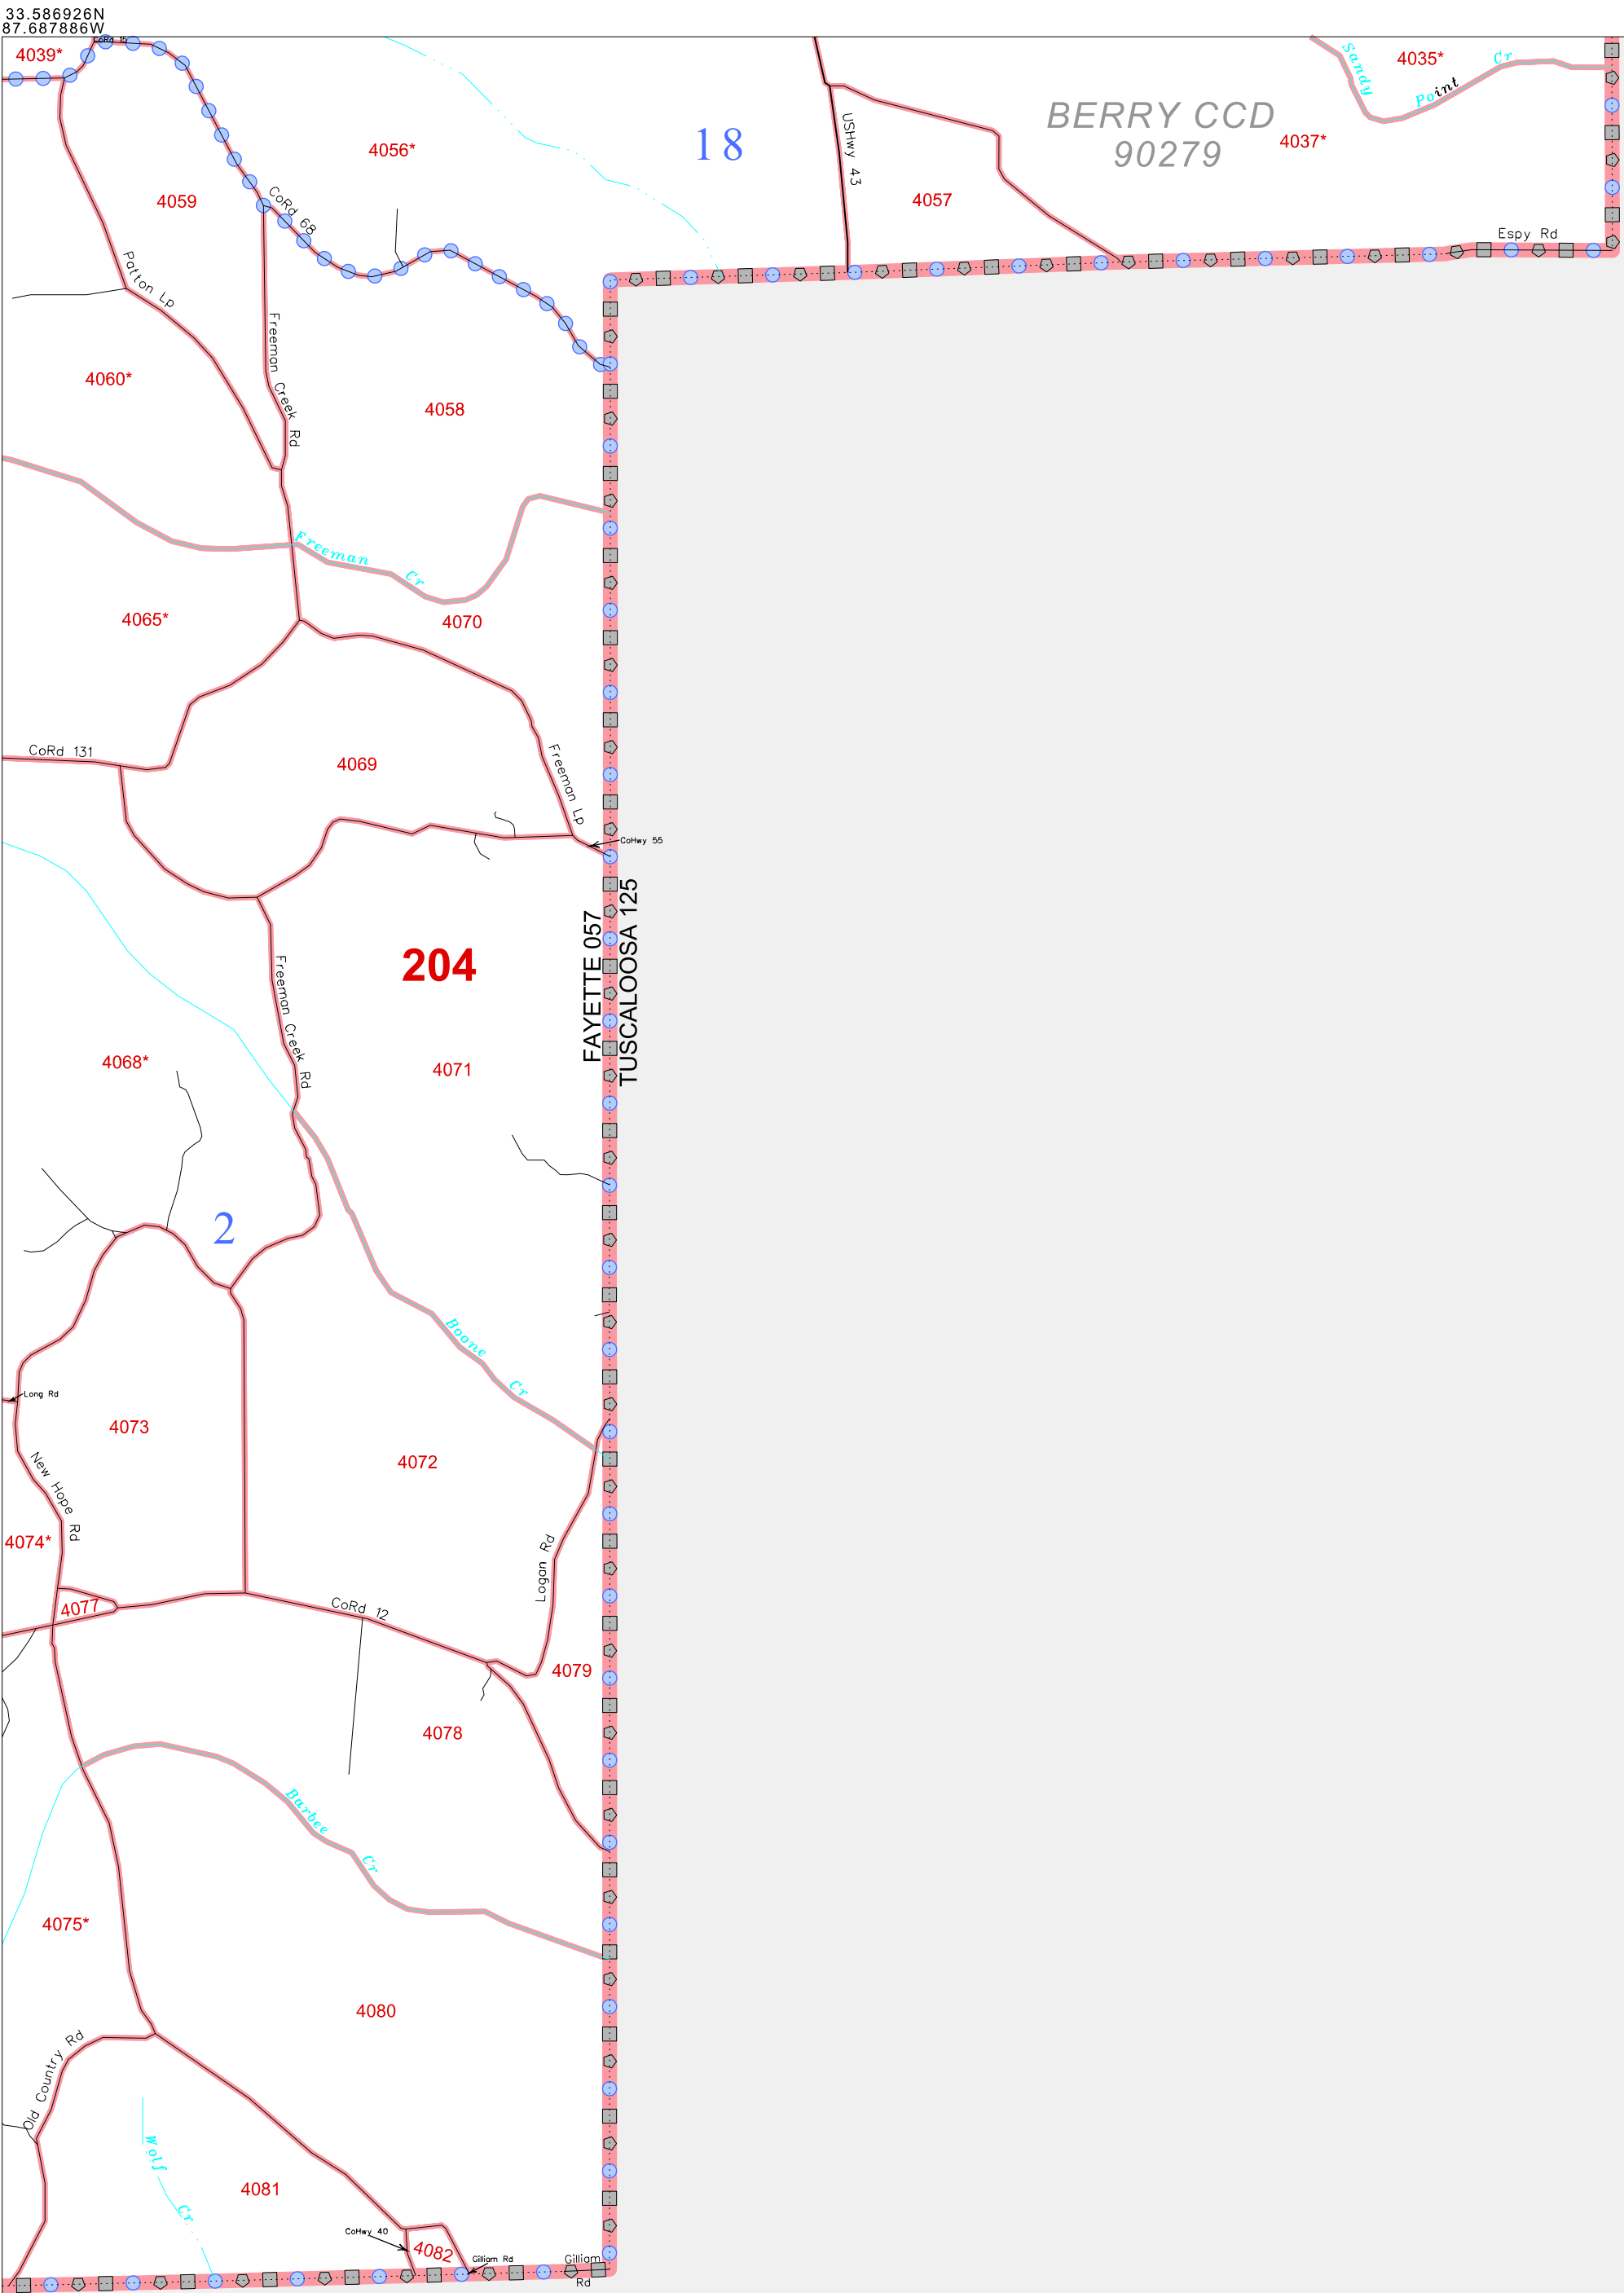 33.586926N
87.687886W
CoRd 15
4039*
4035*
Sandy
Point
Cr
BERRY CCD
90279
4037*
18
USHwy 43
4056*
4059
4057
CoRd 68
Espy Rd
Patton Lp
Freeman Creek Rd
4060*
4058
Freeman
Cr
4065*
4070
CoRd 131
4069
Freeman Lp
CoHwy 55
FAYETTE 057
TUSCALOOSA 125
204
Freeman Creek Rd
4068*
4071
2
Boone
Cr
Long Rd
4073
4072
New Hope Rd
4074*
Logan Rd
4077
CoRd 12
4079
4078
Barbee
Cr
4075*
4080
Old Country Rd
Wolf
Cr
4081
CoHwy 40
4082
Gilliam Rd
Gilliam
Rd